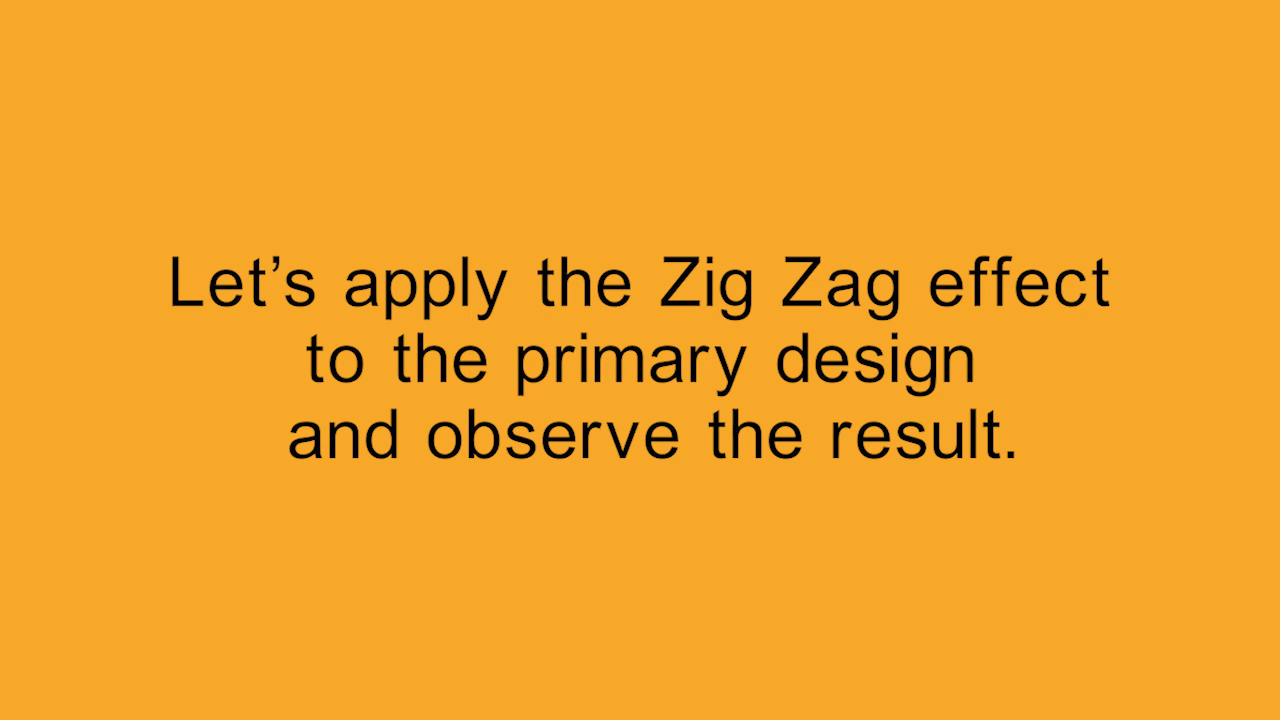 Let’s apply the Zig Zag effect
to the primary design
and observe the result.